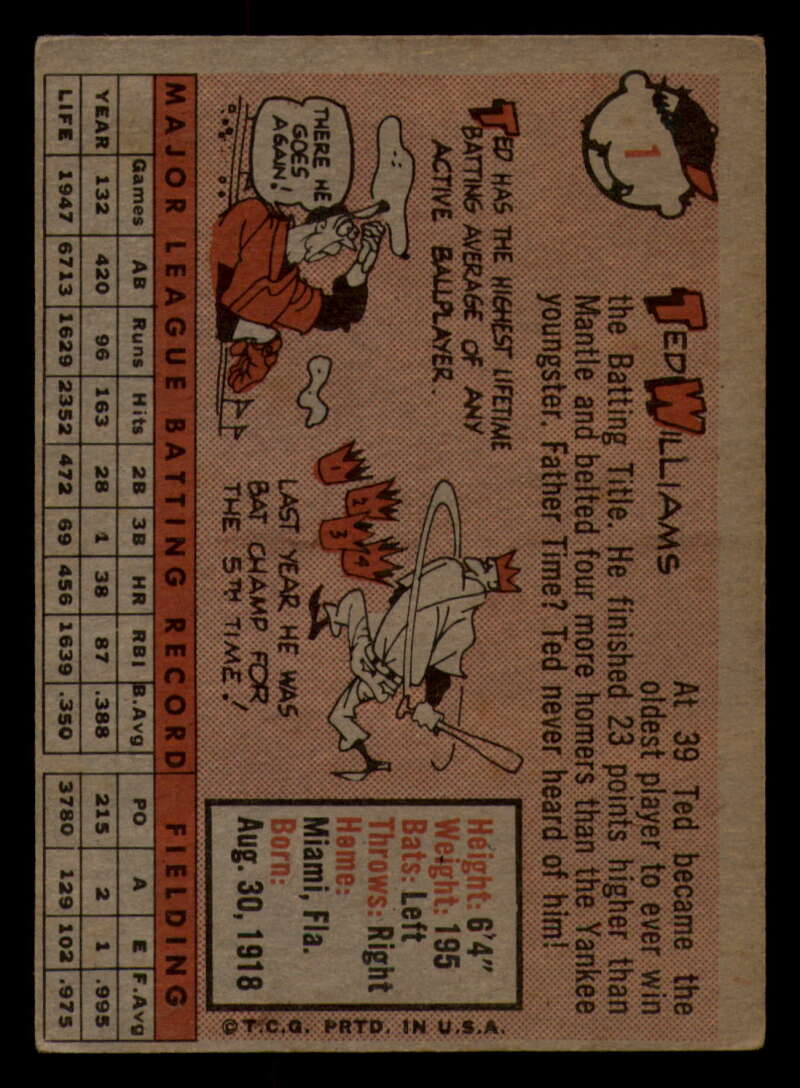 1
TED WILLIAMS
At 39 Ted became the
oldest player to ever win
the Batting Title. He finished 23 points higher than
Mantle and belted four more homers than the Yankee
youngster. Father Time? Ted never heard of him!
TED HAS THE HIGHEST LIFETIME
BATTING AVERAGE OF ANY
ACTIVE BALLPLAYER.
THERE HE
GOES
AGAIN!
1
2
3
4
LAST YEAR HE WAS
BAT CHAMP FOR
THE 5TH TIME!
Height: 6'4"
Weight: 195
Bats: Left
Throws: Right
Home:
Miami, Fla.
Born:
Aug. 30, 1918
©T.C.G. PRTD. IN U.S.A.
MAJOR LEAGUE BATTING RECORD FIELDING
Games AB Runs Hits 2B 3B HR RBI B.Avg PO A E F.Avg
YEAR 132 420 96 163 28 1 38 87 .388 215 2 1 .995
LIFE 1947 6713 1629 2352 472 69 456 1639 .350 3780 129 102 .975